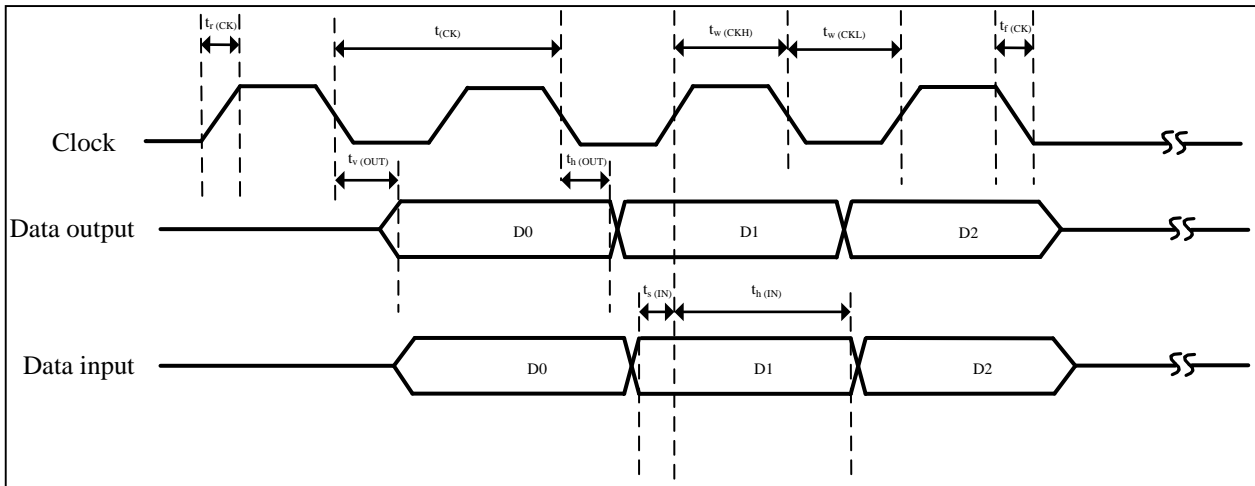 tr (CK)
t(CK)
tw (CKH)
tw (CKL)
tf (CK)
Clock
tv (OUT)
th (OUT)
Data output
D0
D1
D2
ts (IN)
th (IN)
Data input
D0
D1
D2